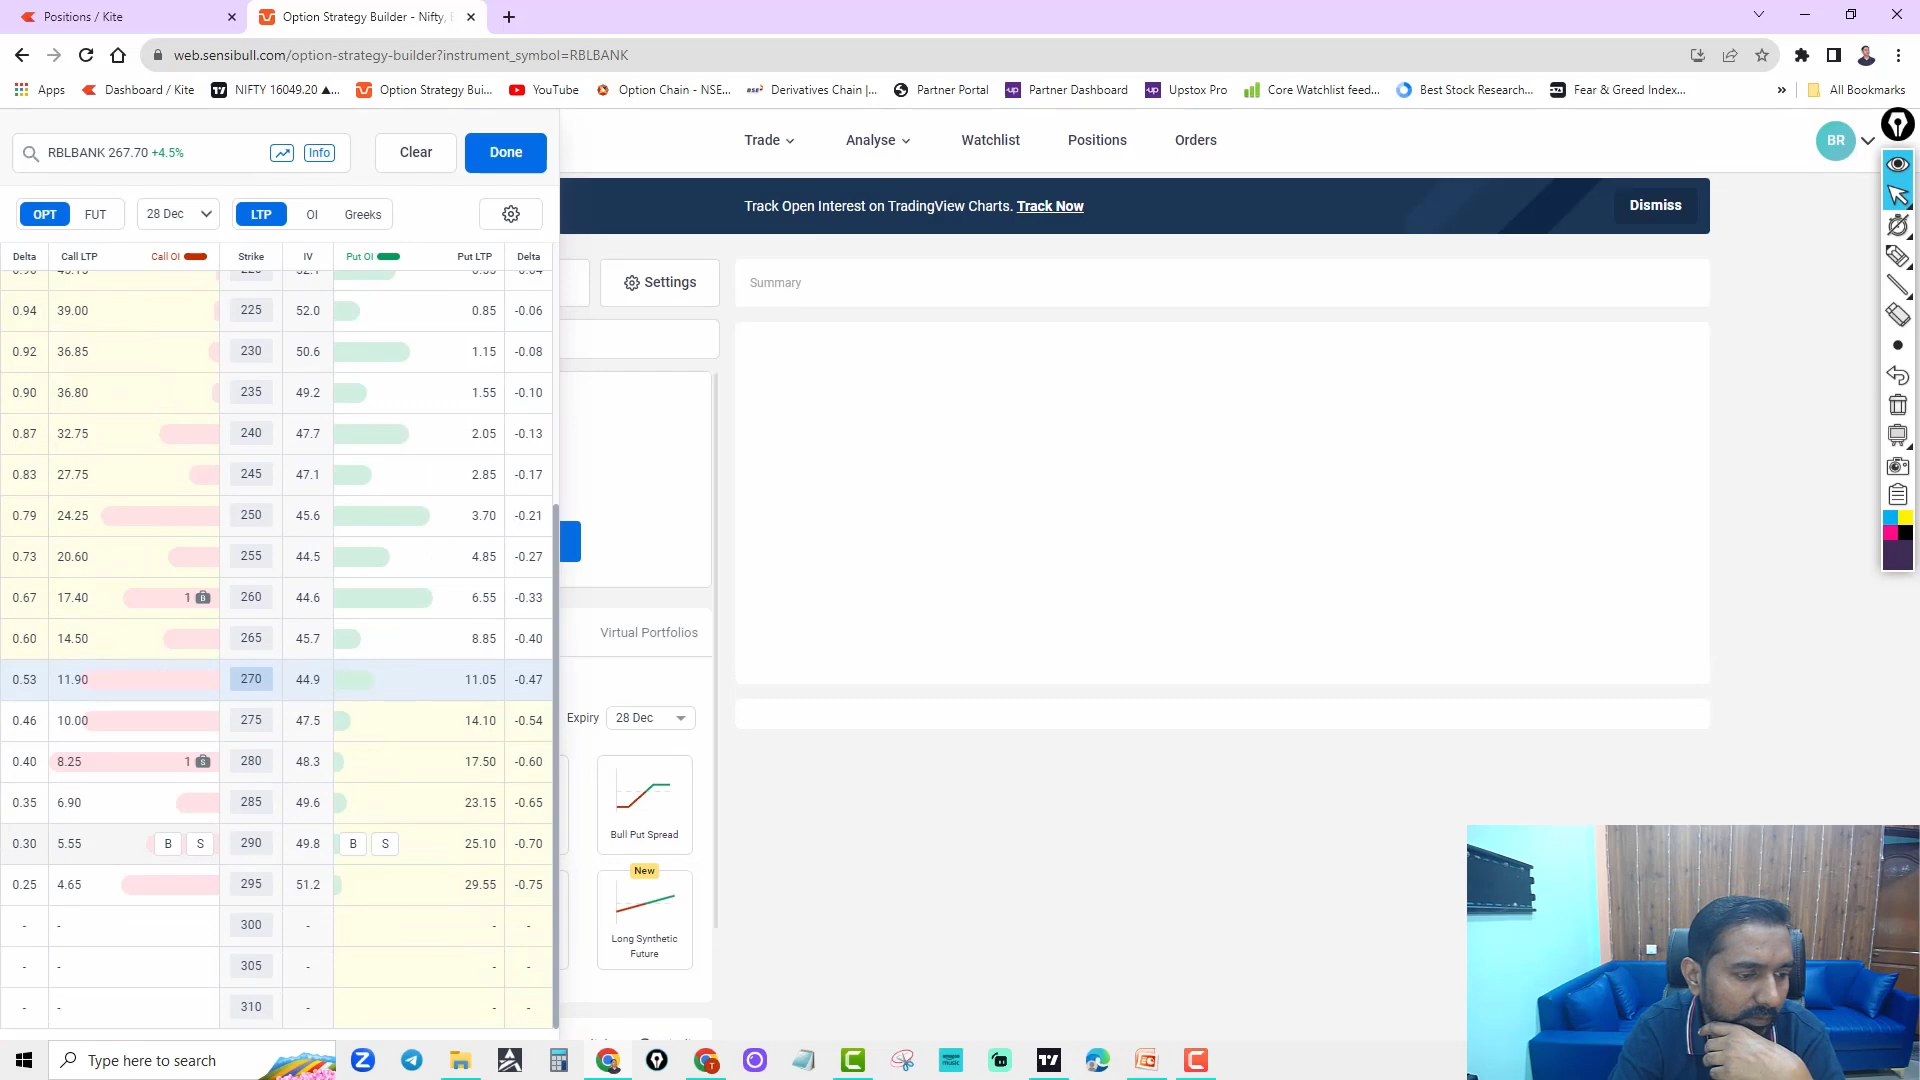 Positions / Kite
Option Strategy Builder - Nifty,
web.sensibull.com/option-strategy-builder?instrument_symbol=RBLBANK
Apps
Dashboard / Kite
NIFTY 16049.20 ▲...
Option Strategy Bui...
YouTube
Option Chain - NSE...
Derivatives Chain |...
Partner Portal
Partner Dashboard
Upstox Pro
Core Watchlist feed...
Best Stock Research...
Fear & Greed Index...
»
All Bookmarks
RBLBANK 267.70 +4.5%
Info
Clear
Done
Trade
Analyse
Watchlist
Positions
Orders
BR
OPT
FUT
28 Dec
LTP
OI
Greeks
Track Open Interest on TradingView Charts. Track Now
Dismiss
Delta Call LTP Call OI Strike IV Put OI Put LTP Delta
0.94 39.00 225 52.0 0.85 -0.06
0.92 36.85 230 50.6 1.15 -0.08
0.90 36.80 235 49.2 1.55 -0.10
0.87 32.75 240 47.7 2.05 -0.13
0.83 27.75 245 47.1 2.85 -0.17
0.79 24.25 250 45.6 3.70 -0.21
0.73 20.60 255 44.5 4.85 -0.27
0.67 17.40 1 B 260 44.6 6.55 -0.33
0.60 14.50 265 45.7 8.85 -0.40
0.53 11.90 270 44.9 11.05 -0.47
0.46 10.00 275 47.5 14.10 -0.54
0.40 8.25 1 S 280 48.3 17.50 -0.60
0.35 6.90 285 49.6 23.15 -0.65
0.30 5.55 B S 290 49.8 B S 25.10 -0.70
0.25 4.65 295 51.2 29.55 -0.75
- - 300 - - -
- - 305 - - -
- - 310 - - -
Settings
Summary
Virtual Portfolios
Expiry 28 Dec
Bull Put Spread
New
Long Synthetic
Future
Type here to search